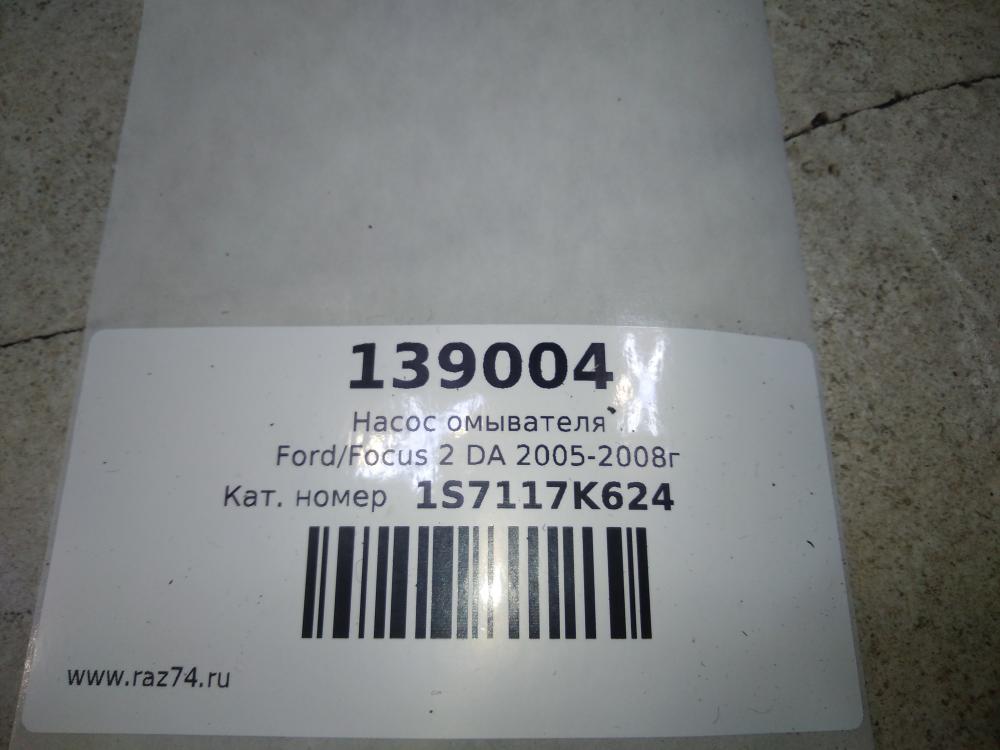 139004
Насос омывателя
Ford/Focus 2 DA 2005-2008г
Кат. номер 1S7117K624
www.raz74.ru